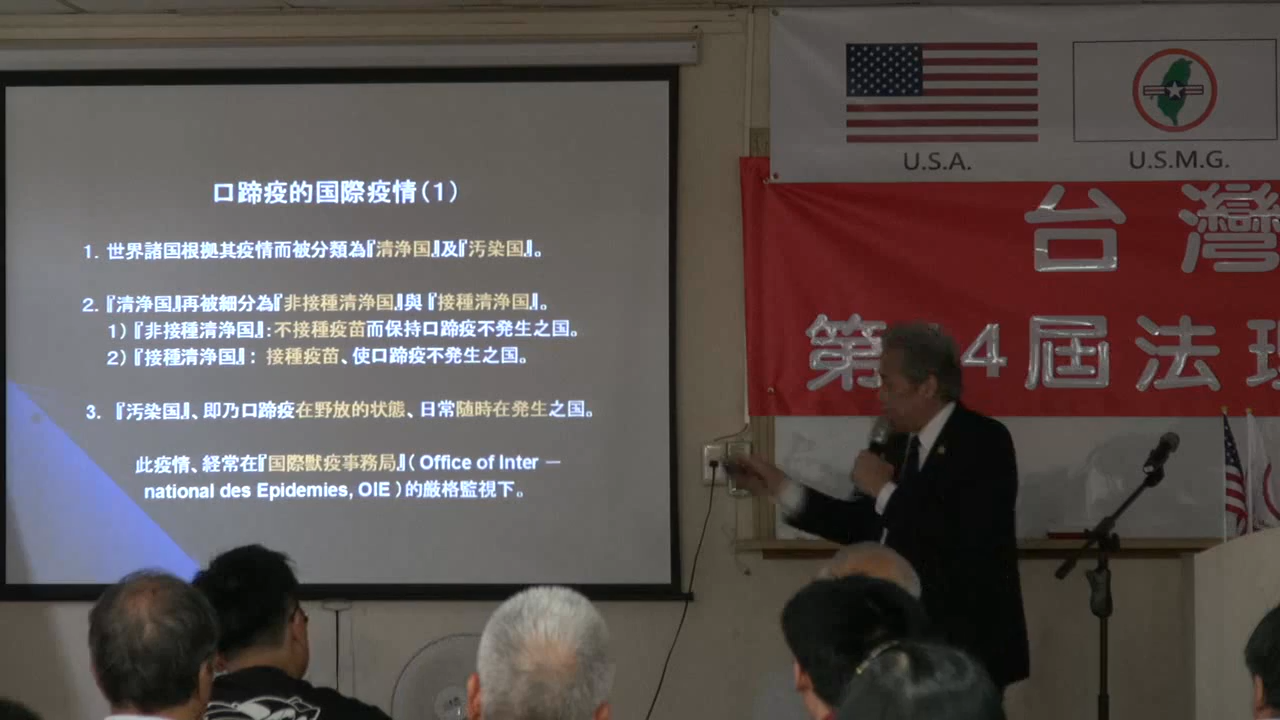 口蹄疫的国際疫情（1）
1. 世界諸国根拠其疫情而被分類為『清浄国』及『汚染国』。
2. 『清浄国』再被細分為『非接種清浄国』與『接種清浄国』。
1）『非接種清浄国』：不接種疫苗而保持口蹄疫不発生之国。
2）『接種清浄国』： 接種疫苗、使口蹄疫不発生之国。
3. 『汚染国』、即乃口蹄疫在野放的状態、日常随時在発生之国。
此疫情、経常在『国際獣疫事務局』（ Office of Inter —
national des Epidemies, OIE ）的厳格監視下。
U.S.A.
U.S.M.G.
台灣
第 4屆法理